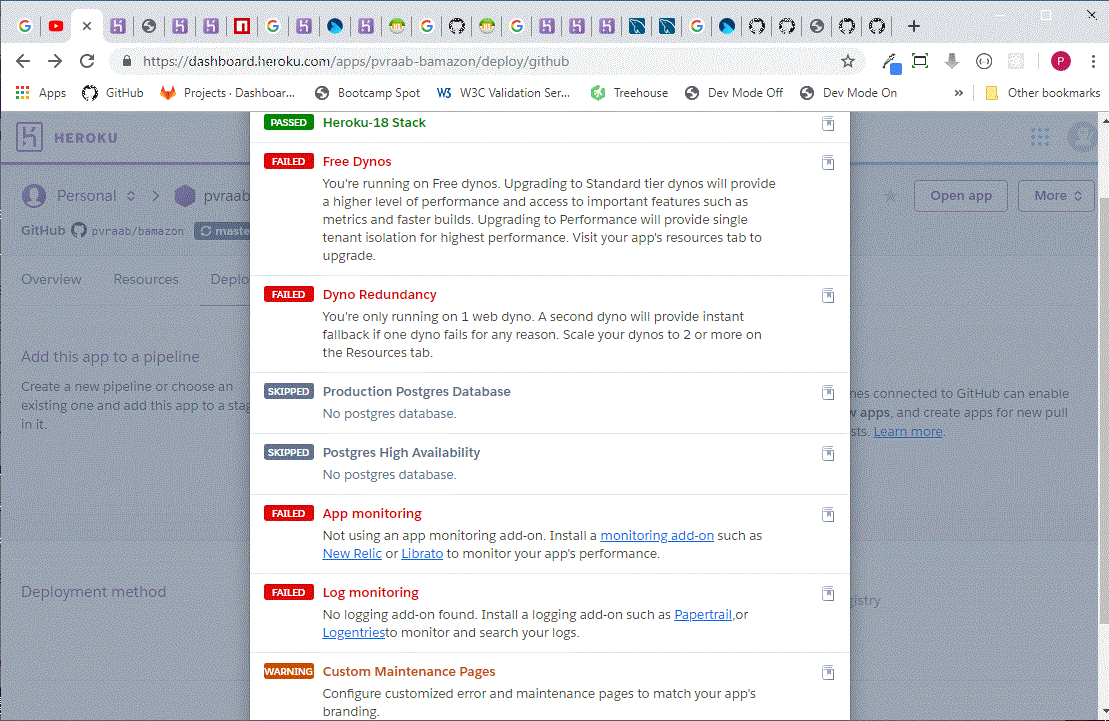 https://dashboard.heroku.com/apps/pvraab-bamazon/deploy/github
P
Apps
GitHub
Projects · Dashboar...
Bootcamp Spot
W3C Validation Ser...
Treehouse
Dev Mode Off
Dev Mode On
»
Other bookmarks
HEROKU
Personal
pvraab
Open app
More
GitHub pvraab/bamazon maste
Overview
Resources
Deplo
Add this app to a pipeline
Create a new pipeline or choose an
existing one and add this app to a stag
in it.
nes connected to GitHub can enable
w apps, and create apps for new pull
sts. Learn more.
Deployment method
gistry
PASSED Heroku-18 Stack
FAILED Free Dynos
You're running on Free dynos. Upgrading to Standard tier dynos will provide
a higher level of performance and access to important features such as
metrics and faster builds. Upgrading to Performance will provide single
tenant isolation for highest performance. Visit your app's resources tab to
upgrade.
FAILED Dyno Redundancy
You're only running on 1 web dyno. A second dyno will provide instant
fallback if one dyno fails for any reason. Scale your dynos to 2 or more on
the Resources tab.
SKIPPED Production Postgres Database
No postgres database.
SKIPPED Postgres High Availability
No postgres database.
FAILED App monitoring
Not using an app monitoring add-on. Install a monitoring add-on such as
New Relic or Librato to monitor your app's performance.
FAILED Log monitoring
No logging add-on found. Install a logging add-on such as Papertrail,or
Logentriesto monitor and search your logs.
WARNING Custom Maintenance Pages
Configure customized error and maintenance pages to match your app's
branding.